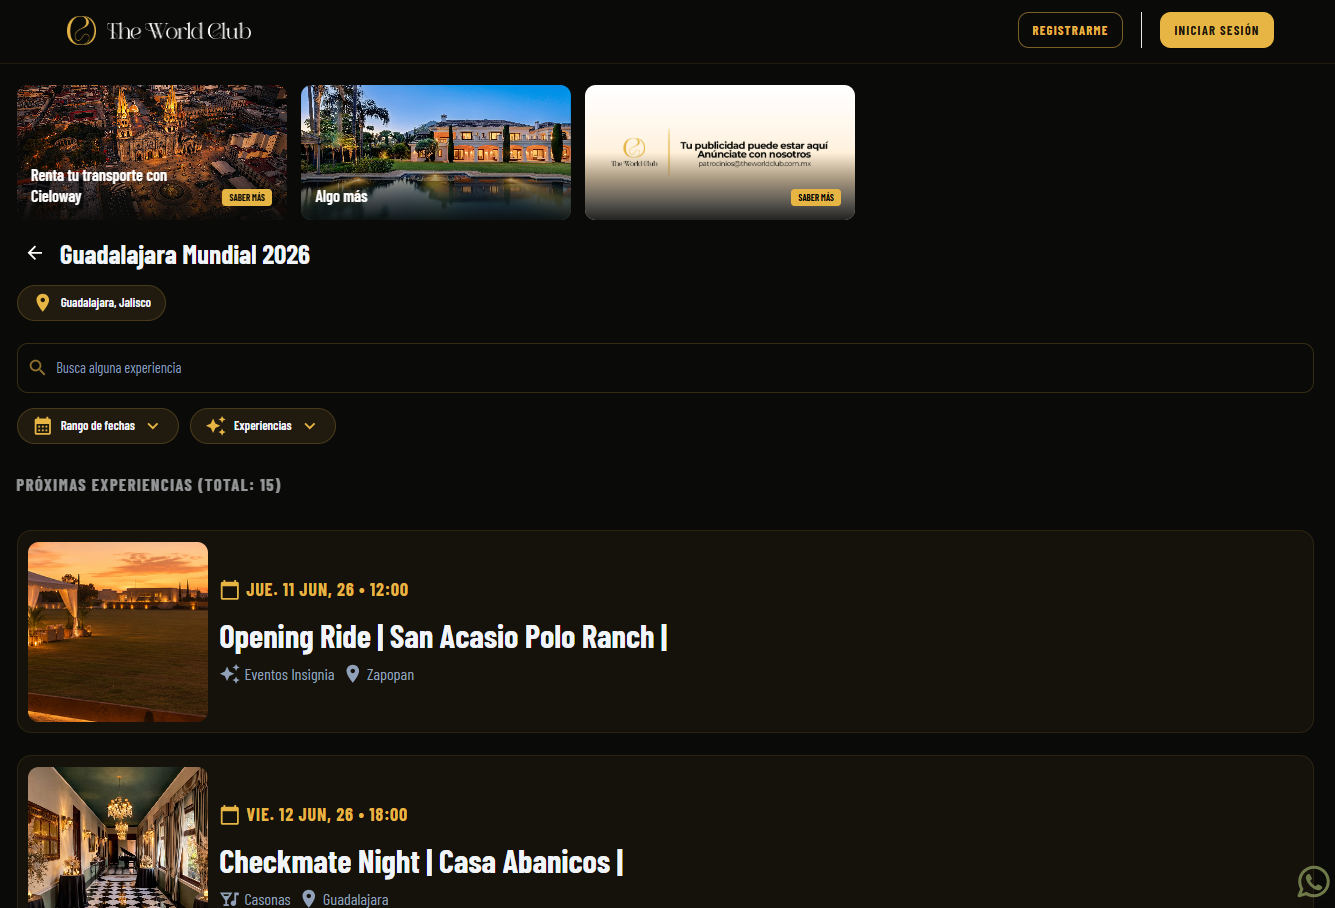 The World Club
REGISTRARME
INICIAR SESIÓN
Renta tu transporte con
Cieloway
SABER MÁS
Algo más
The World Club
Tu publicidad puede estar aquí
Anúnciate con nosotros
patrocinios@theworldclub.com.mx
SABER MÁS
Guadalajara Mundial 2026
Guadalajara, Jalisco
Busca alguna experiencia
Rango de fechas
Experiencias
PRÓXIMAS EXPERIENCIAS (TOTAL: 15)
JUE. 11 JUN, 26 • 12:00
Opening Ride | San Acasio Polo Ranch |
Eventos Insignia Zapopan
VIE. 12 JUN, 26 • 18:00
Checkmate Night | Casa Abanicos |
Casonas Guadalajara